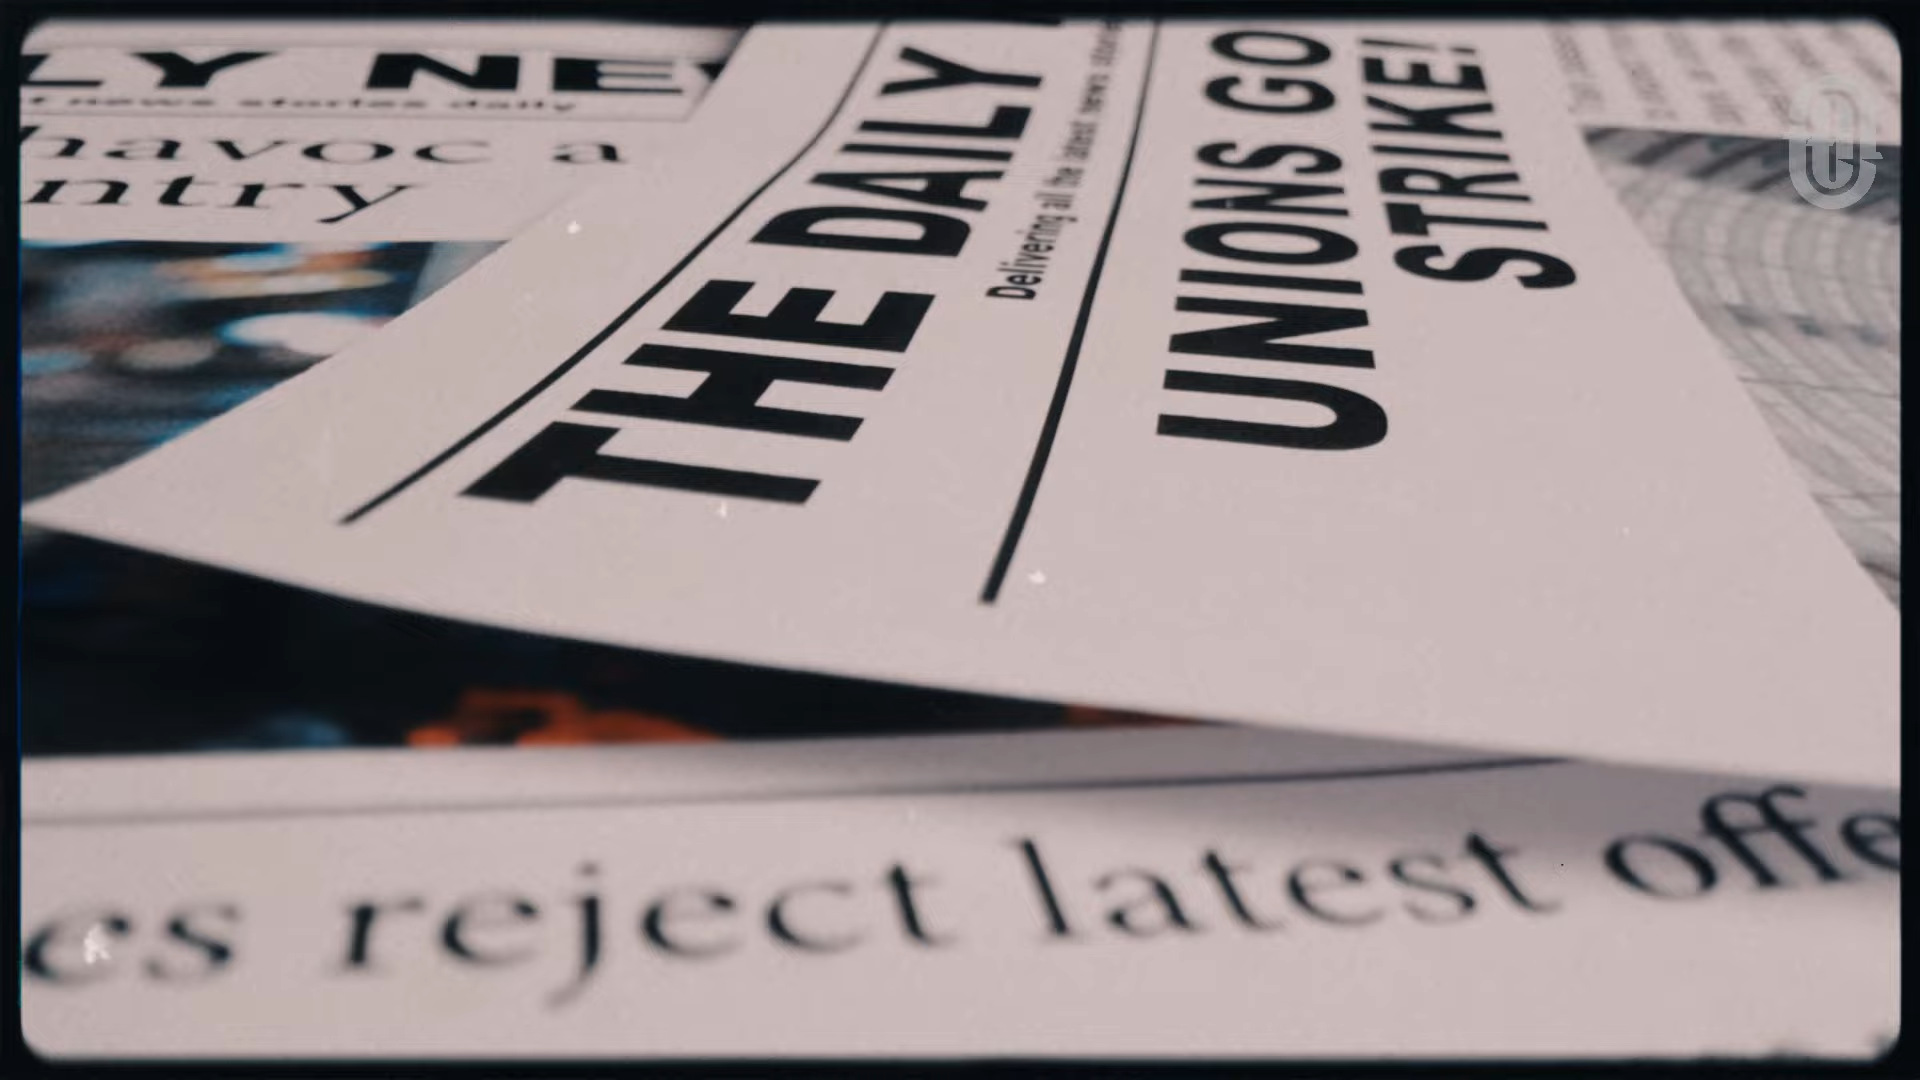 LY NE
f news stories daily
havoc a
ntry
THE DAILY
Delivering all the latest news stories
UNIONS GO
STRIKE!
es reject latest offe